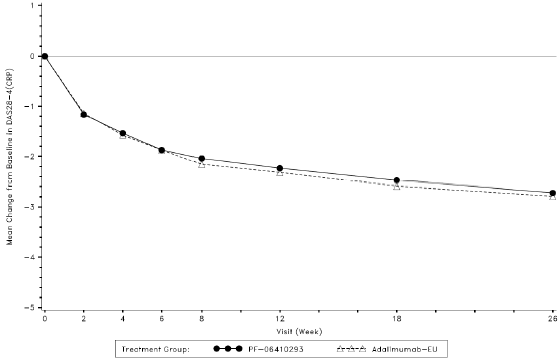 1
0
−1
−2
−3
−4
−5
Mean Change from Baseline in DAS28−4(CRP)
0 2 4 6 8 12 18 26
Visit (Week)
Treatment Group: PF−06410293 Adalimumab−EU